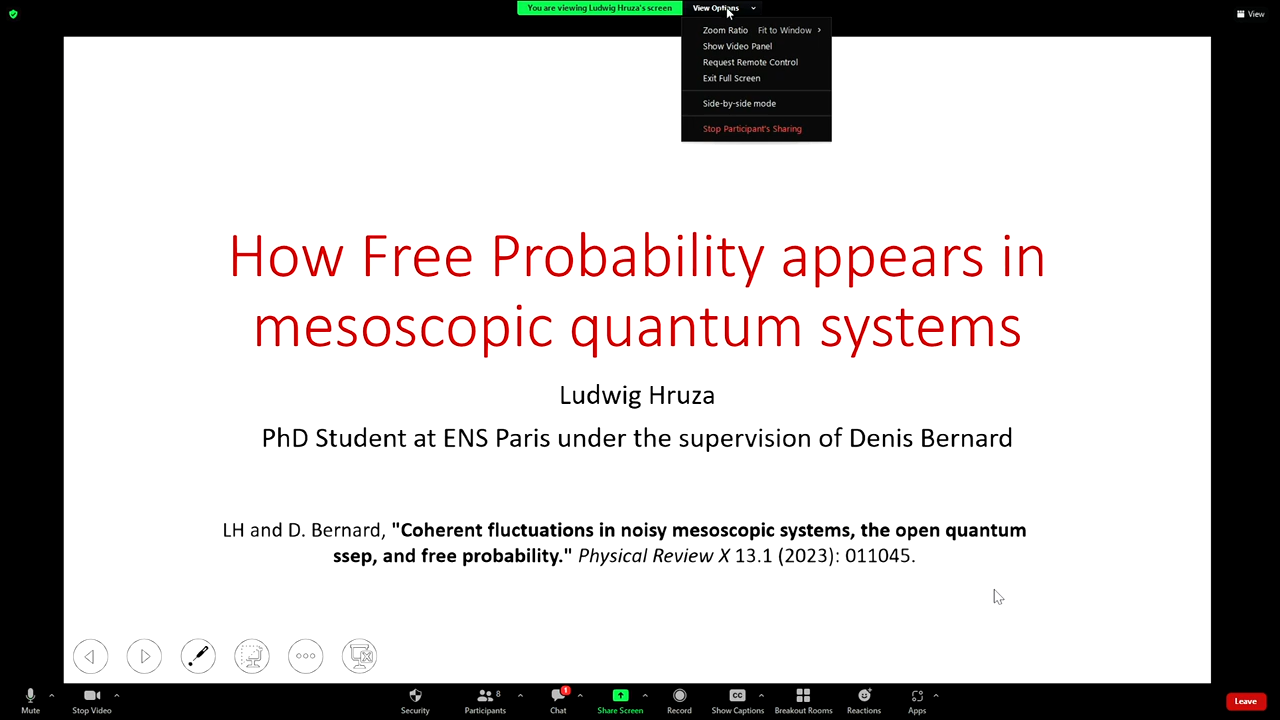 You are viewing Ludwig Hruza's screen
View Options
View
Zoom Ratio Fit to Window
Show Video Panel
Request Remote Control
Exit Full Screen
Side-by-side mode
Stop Participant's Sharing
How Free Probability appears in
mesoscopic quantum systems
Ludwig Hruza
PhD Student at ENS Paris under the supervision of Denis Bernard
LH and D. Bernard, "Coherent fluctuations in noisy mesoscopic systems, the open quantum
ssep, and free probability." Physical Review X 13.1 (2023): 011045.
Mute
Stop Video
Security
Participants 8
Chat 1
Share Screen
Record
CC
Show Captions
Breakout Rooms
Reactions
Apps
Leave